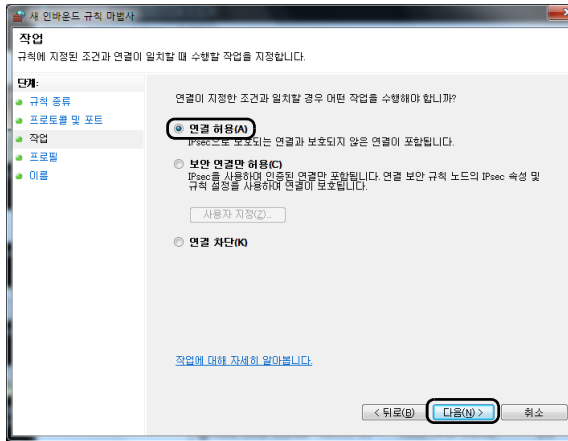 새 인바운드 규칙 마법사
작업
규칙에 지정된 조건과 연결이 일치할 때 수행할 작업을 지정합니다.
단계:
규칙 종류
프로토콜 및 포트
작업
프로필
이름
연결이 지정한 조건과 일치할 경우 어떤 작업을 수행해야 합니까?
연결 허용(A)
IPsec으로 보호되는 연결과 보호되지 않은 연결이 포함됩니다.
보안 연결만 허용(C)
IPsec을 사용하여 인증된 연결만 포함됩니다. 연결 보안 규칙 노드의 IPsec 속성 및
규칙 설정을 사용하여 연결이 보호됩니다.
사용자 지정(Z)...
연결 차단(K)
작업에 대해 자세히 알아봅니다.
< 뒤로(B)
다음(N) >
취소